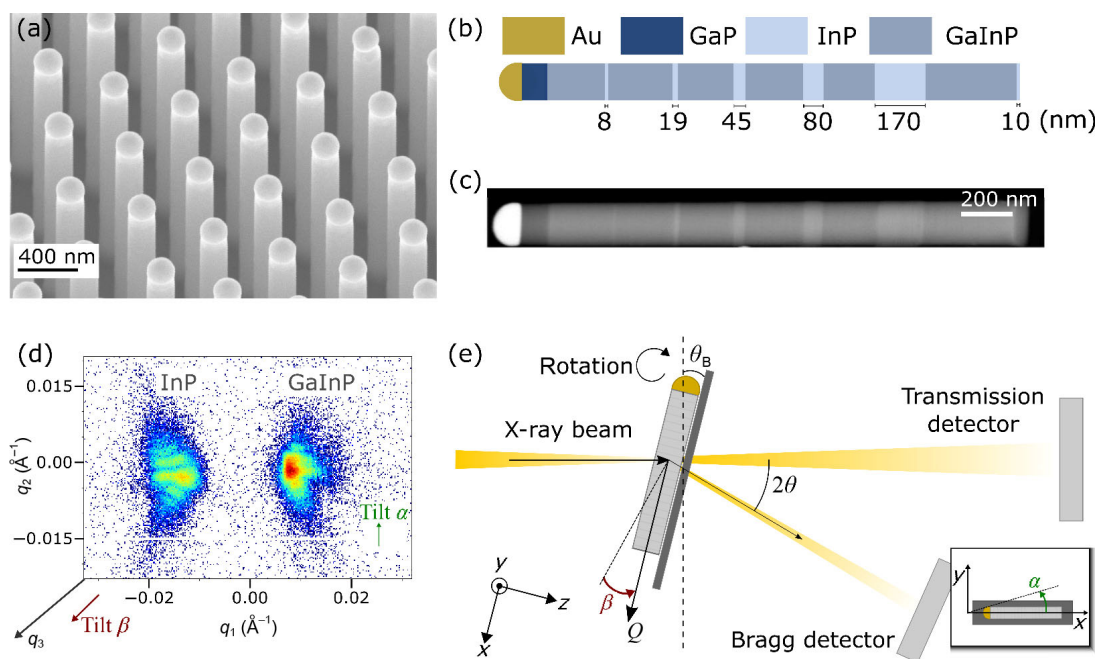 (a)
400 nm
(b)
Au GaP InP GaInP
8 19 45 80 170 10 (nm)
(c)
200 nm
(d)
InP GaInP
0.015
0.00
−0.015
q₂ (Å⁻¹)
Tilt α
−0.02 0.00 0.02
q₁ (Å⁻¹)
Tilt β
q₃
(e)
Rotation
θB
X-ray beam
Transmission
detector
2θ
β
Q
y
z
x
Bragg detector
y
α
x